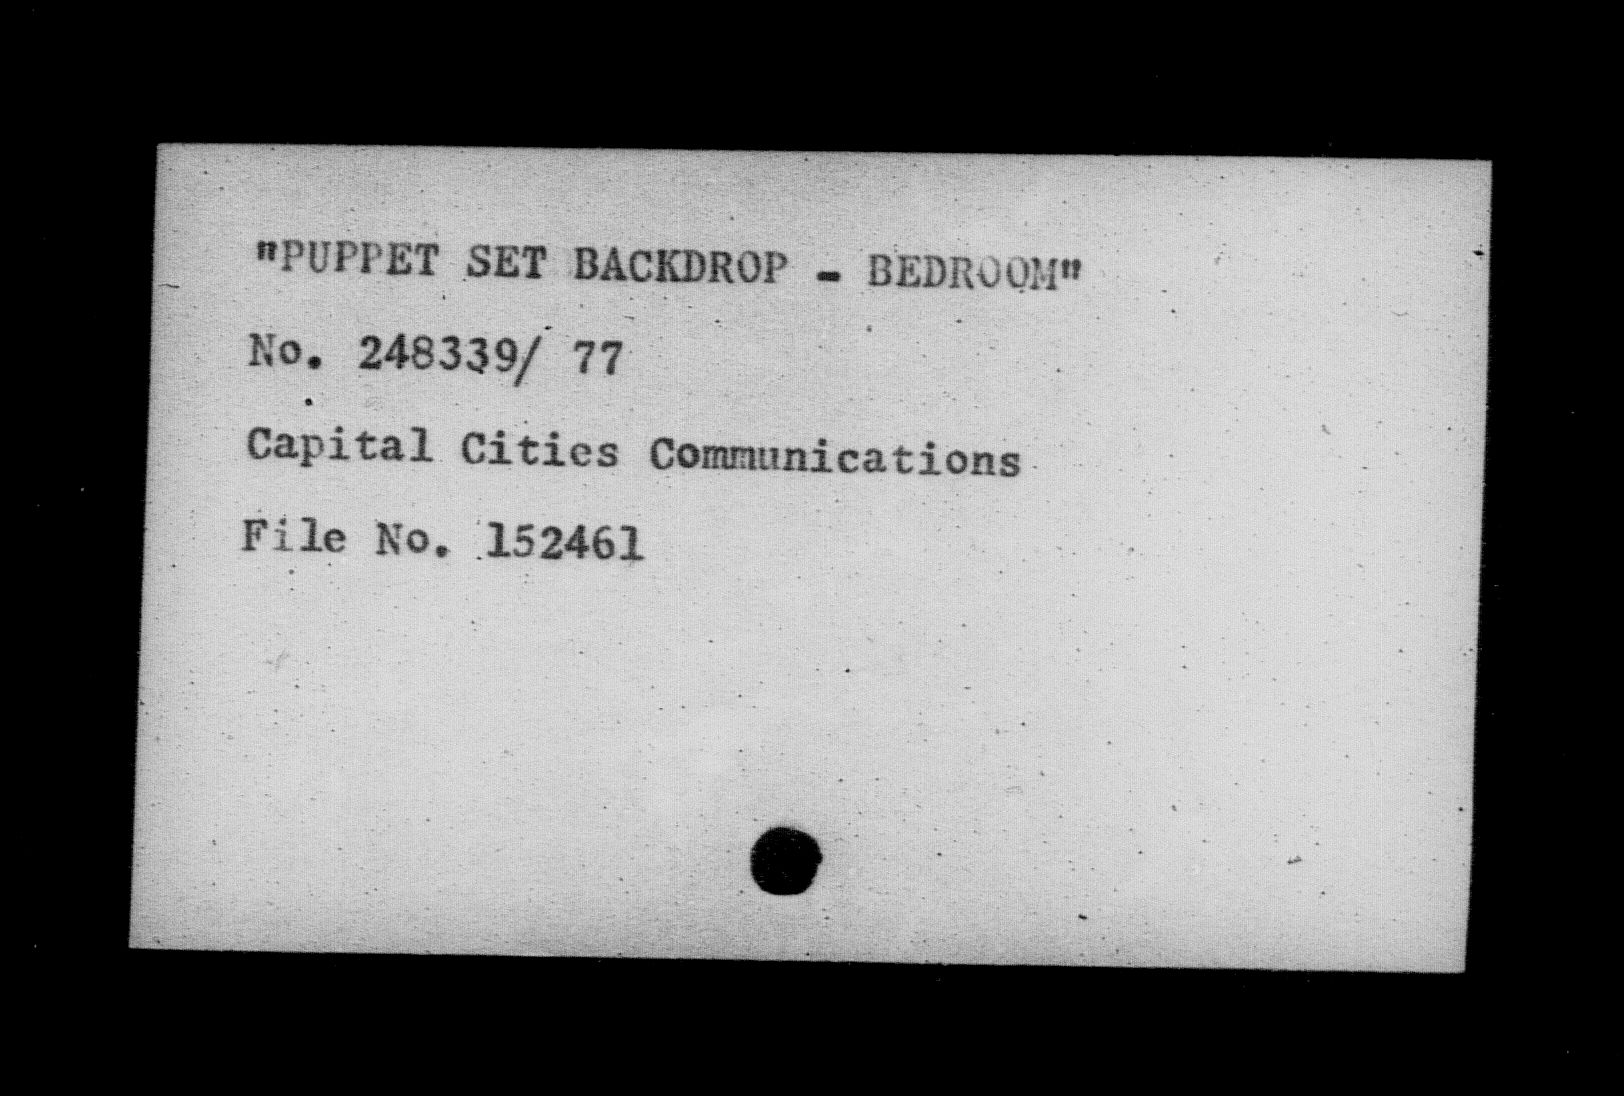 "PUPPET SET BACKDROP - BEDROOM"
No. 248339/ 77
Capital Cities Communications
File No. 152461